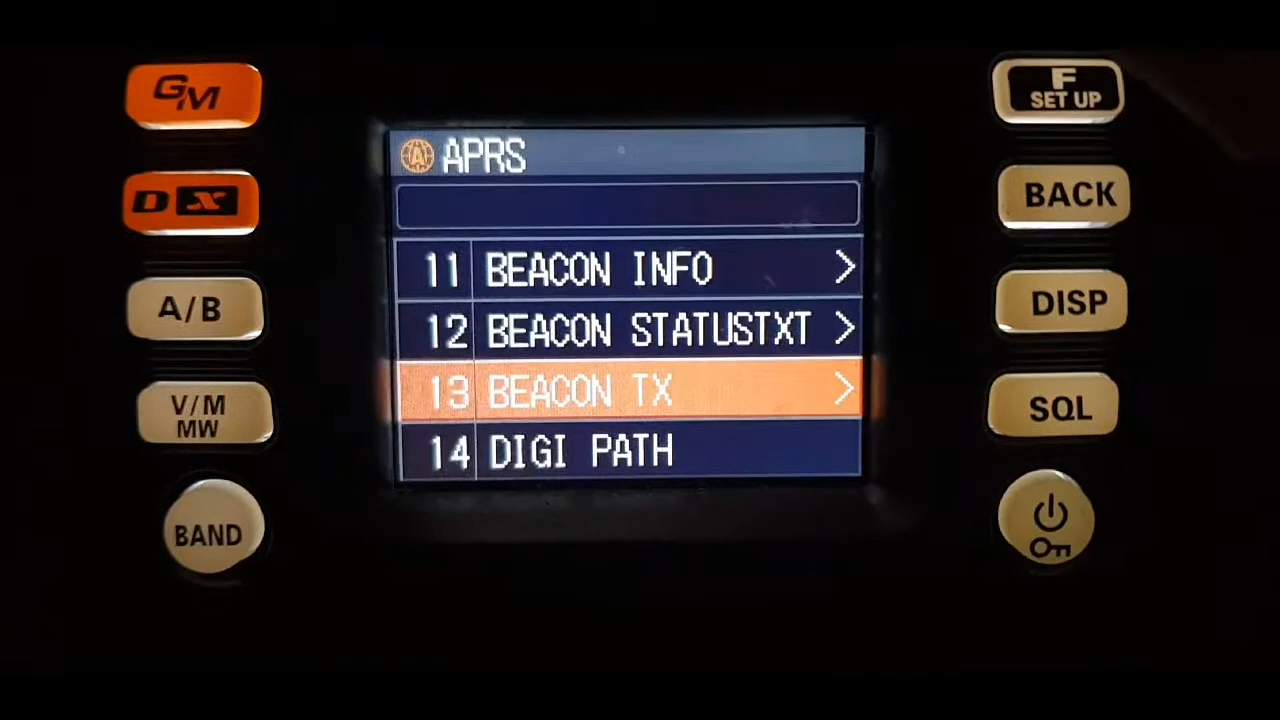 GM
F
SET UP
APRS
DX
BACK
11 BEACON INFO >
A/B
DISP
12 BEACON STATUSTXT >
13 BEACON TX >
V/M
MW
SQL
14 DIGI PATH
BAND